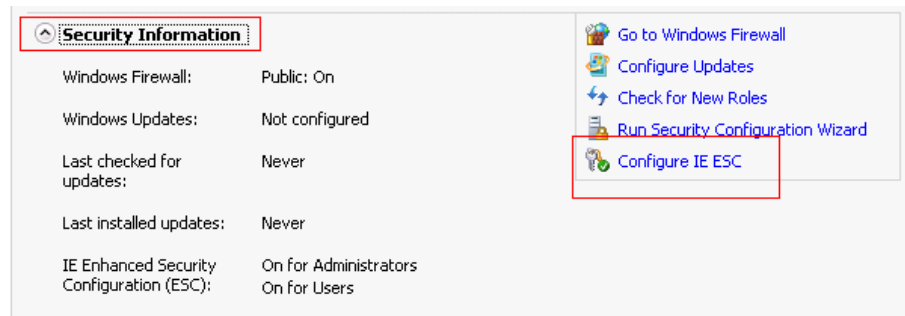 Security Information
Windows Firewall: Public: On
Windows Updates: Not configured
Last checked for Never
updates:
Last installed updates: Never
IE Enhanced Security On for Administrators
Configuration (ESC): On for Users
Go to Windows Firewall
Configure Updates
Check for New Roles
Run Security Configuration Wizard
Configure IE ESC